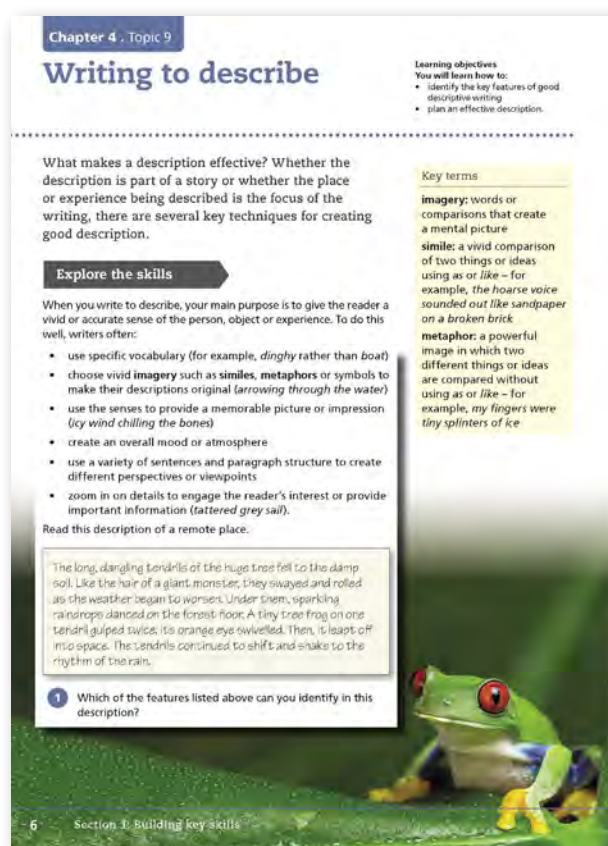 Chapter 4 . Topic 9
Writing to describe
Learning objectives
You will learn how to:
• identify the key features of good
descriptive writing
• plan an effective description.
What makes a description effective? Whether the
description is part of a story or whether the place
or experience being described is the focus of the
writing, there are several key techniques for creating
good description.
Explore the skills
When you write to describe, your main purpose is to give the reader a
vivid or accurate sense of the person, object or experience. To do this
well, writers often:
• use specific vocabulary (for example, dinghy rather than boat)
• choose vivid imagery such as similes, metaphors or symbols to
make their descriptions original (arrowing through the water)
• use the senses to provide a memorable picture or impression
(icy wind chilling the bones)
• create an overall mood or atmosphere
• use a variety of sentences and paragraph structure to create
different perspectives or viewpoints
• zoom in on details to engage the reader's interest or provide
important information (tattered grey sail).
Read this description of a remote place.
The long, dangling tendrils of the huge tree fell to the damp
soil. Like the hair of a giant monster, they swayed and rolled
as the weather began to worsen. Under them, sparkling
raindrops danced on the forest floor. A tiny tree frog on one
tendril gulped twice; its orange eye swivelled. Then, it leapt off
into space. The tendrils continued to shift and shake to the
rhythm of the rain.
1 Which of the features listed above can you identify in this
description?
Key terms
imagery: words or
comparisons that create
a mental picture
simile: a vivid comparison
of two things or ideas
using as or like – for
example, the hoarse voice
sounded out like sandpaper
on a broken brick
metaphor: a powerful
image in which two
different things or ideas
are compared without
using as or like – for
example, my fingers were
tiny splinters of ice
6 Section 1: Building key skills